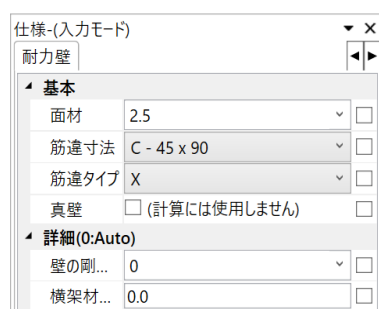 仕様-(入力モード)
耐力壁
基本
面材 2.5
筋違寸法 C - 45 x 90
筋違タイプ X
真壁 (計算には使用しません)
詳細(0:Auto)
壁の剛... 0
横架材... 0.0